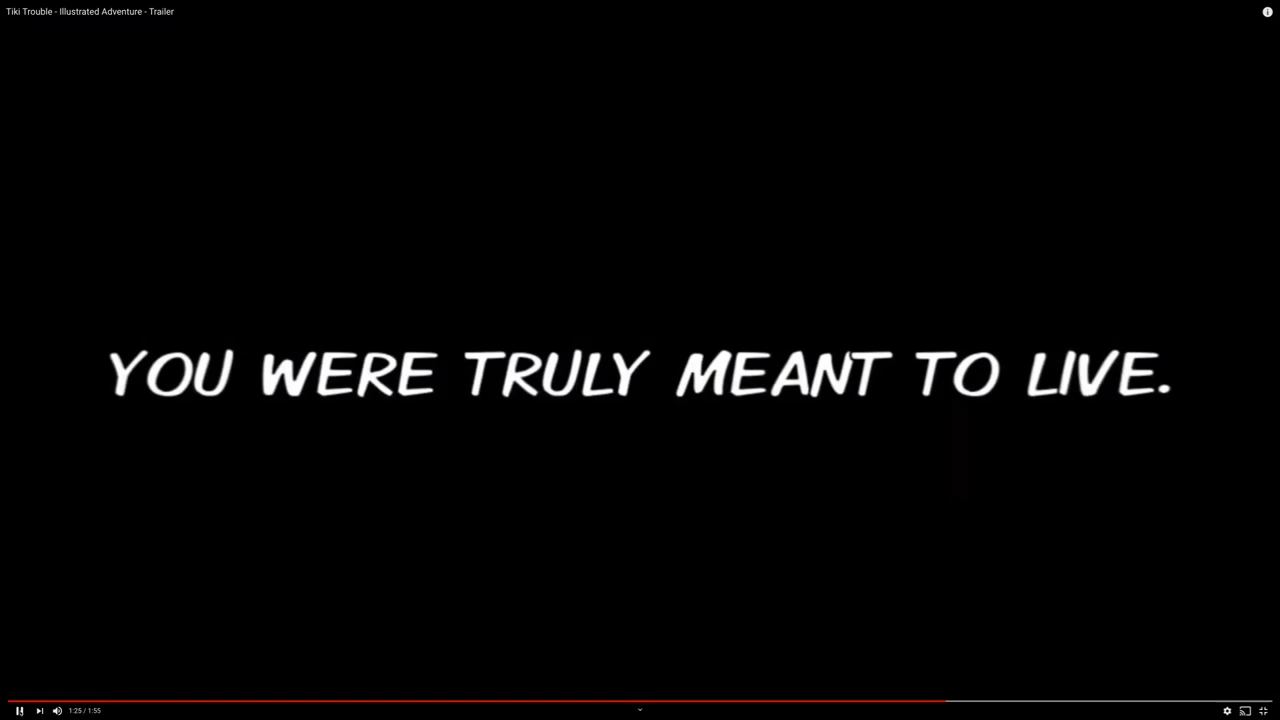 Tiki Trouble - Illustrated Adventure - Trailer
YOU WERE TRULY MEANT TO LIVE.
1:25 / 1:55